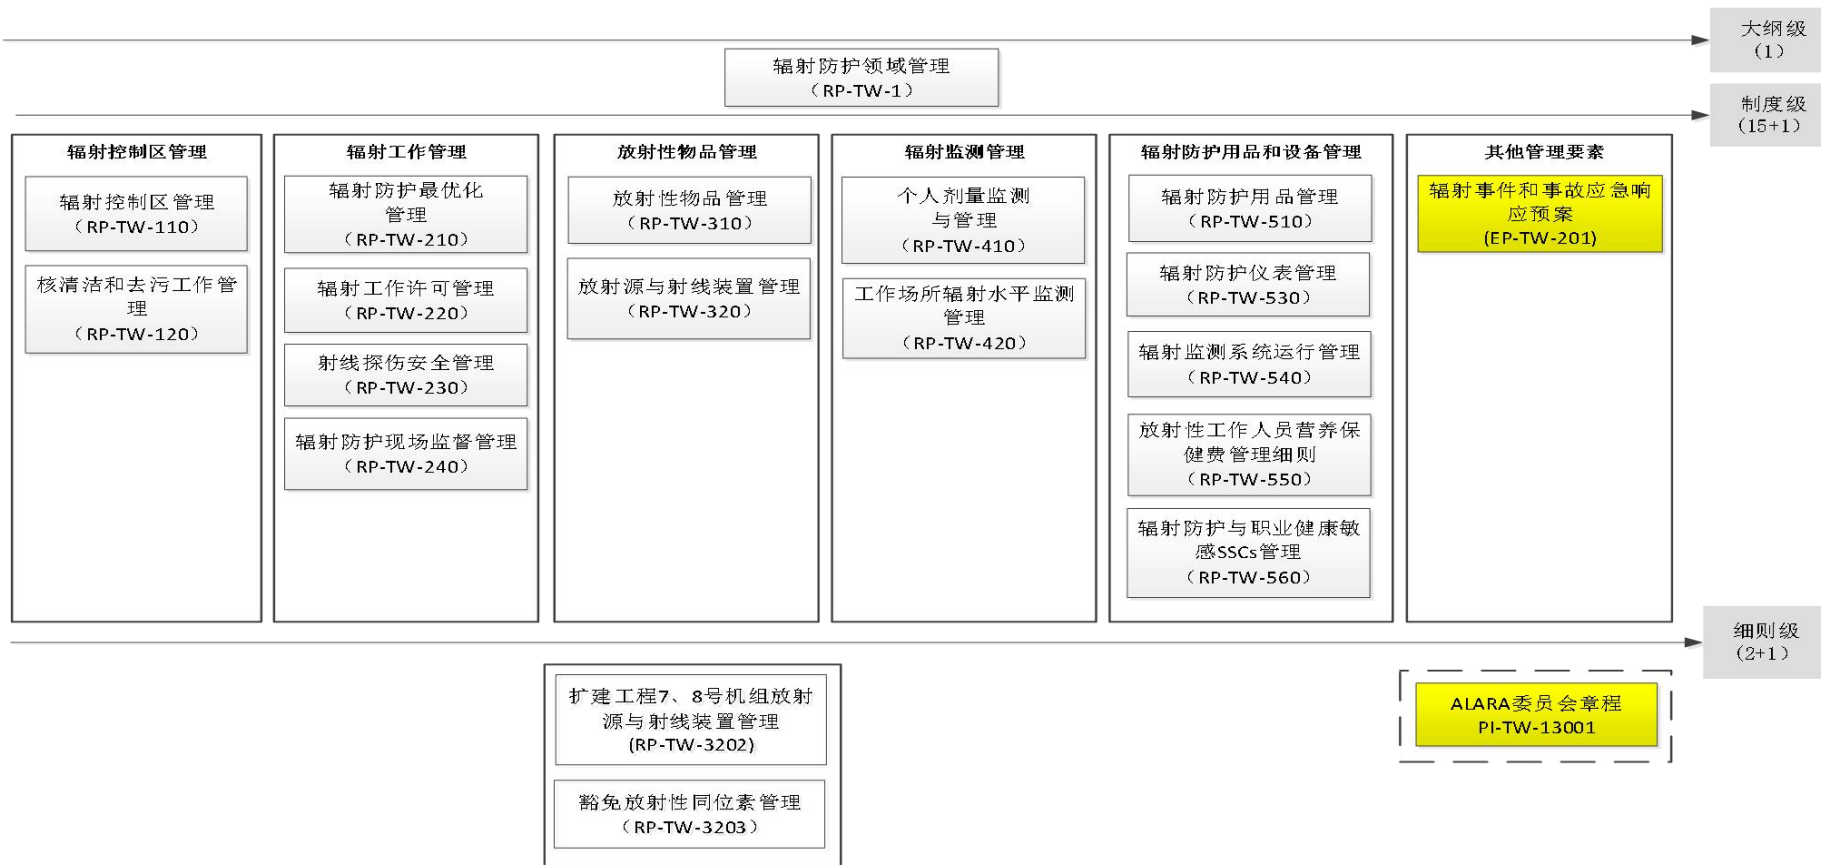 大纲级
（1）
辐射防护领域管理
（RP-TW-1）
制度级
（15+1）
辐射控制区管理
辐射控制区管理
（RP-TW-110）
核清洁和去污工作管
理
（RP-TW-120）
辐射工作管理
辐射防护最优化
管理
（RP-TW-210）
辐射工作许可管理
（RP-TW-220）
射线探伤安全管理
（RP-TW-230）
辐射防护现场监督管理
（RP-TW-240）
放射性物品管理
放射性物品管理
（RP-TW-310）
放射源与射线装置管理
（RP-TW-320）
辐射监测管理
个人剂量监测
与管理
（RP-TW-410）
工作场所辐射水平监测
管理
（RP-TW-420）
辐射防护用品和设备管理
辐射防护用品管理
（RP-TW-510）
辐射防护仪表管理
（RP-TW-530）
辐射监测系统运行管理
（RP-TW-540）
放射性工作人员营养保
健费管理细则
（RP-TW-550）
辐射防护与职业健康敏
感SSCs管理
（RP-TW-560）
其他管理要素
辐射事件和事故应急响
应预案
(EP-TW-201)
细则级
（2+1）
扩建工程7、8号机组放射
源与射线装置管理
(RP-TW-3202)
豁免放射性同位素管理
（RP-TW-3203）
ALARA委员会章程
PI-TW-13001